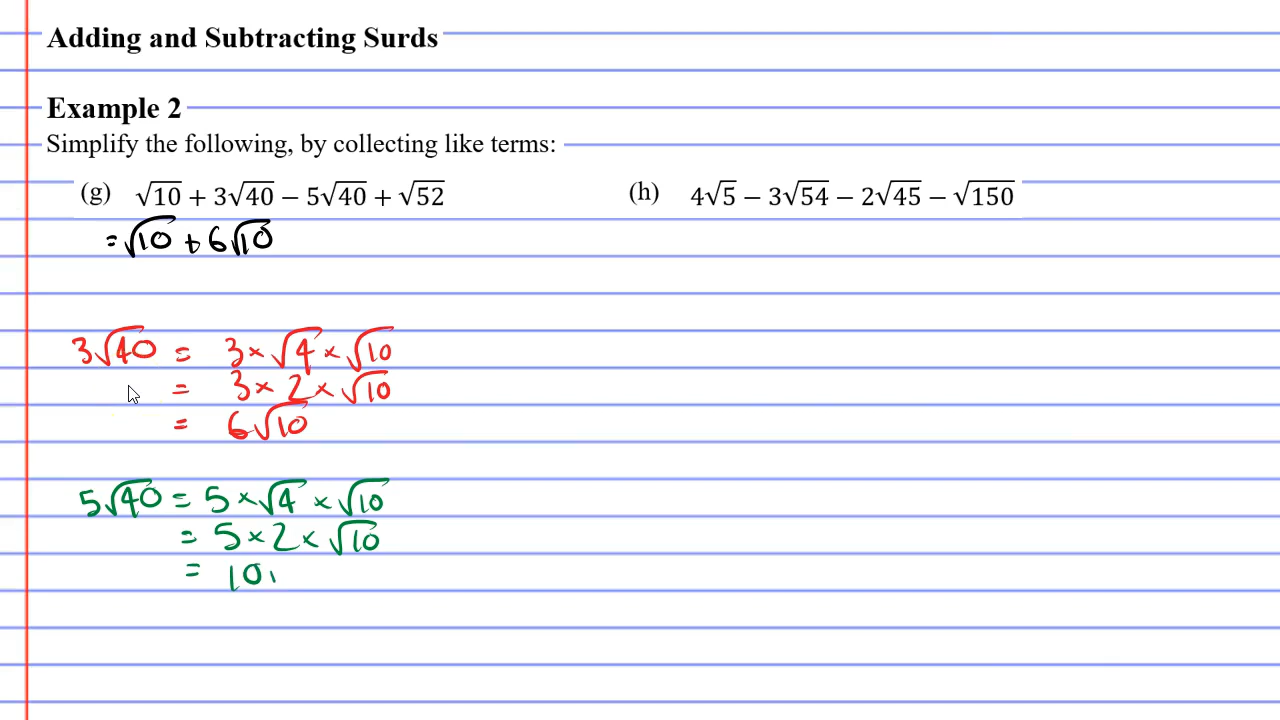 Adding and Subtracting Surds
Example 2
Simplify the following, by collecting like terms:
(g) √10 + 3√40 − 5√40 + √52
(h) 4√5 − 3√54 − 2√45 − √150
= √10 + 6√10
3√40 = 3 × √4 × √10
= 3 × 2 × √10
= 6√10
5√40 = 5 × √4 × √10
= 5 × 2 × √10
= 10